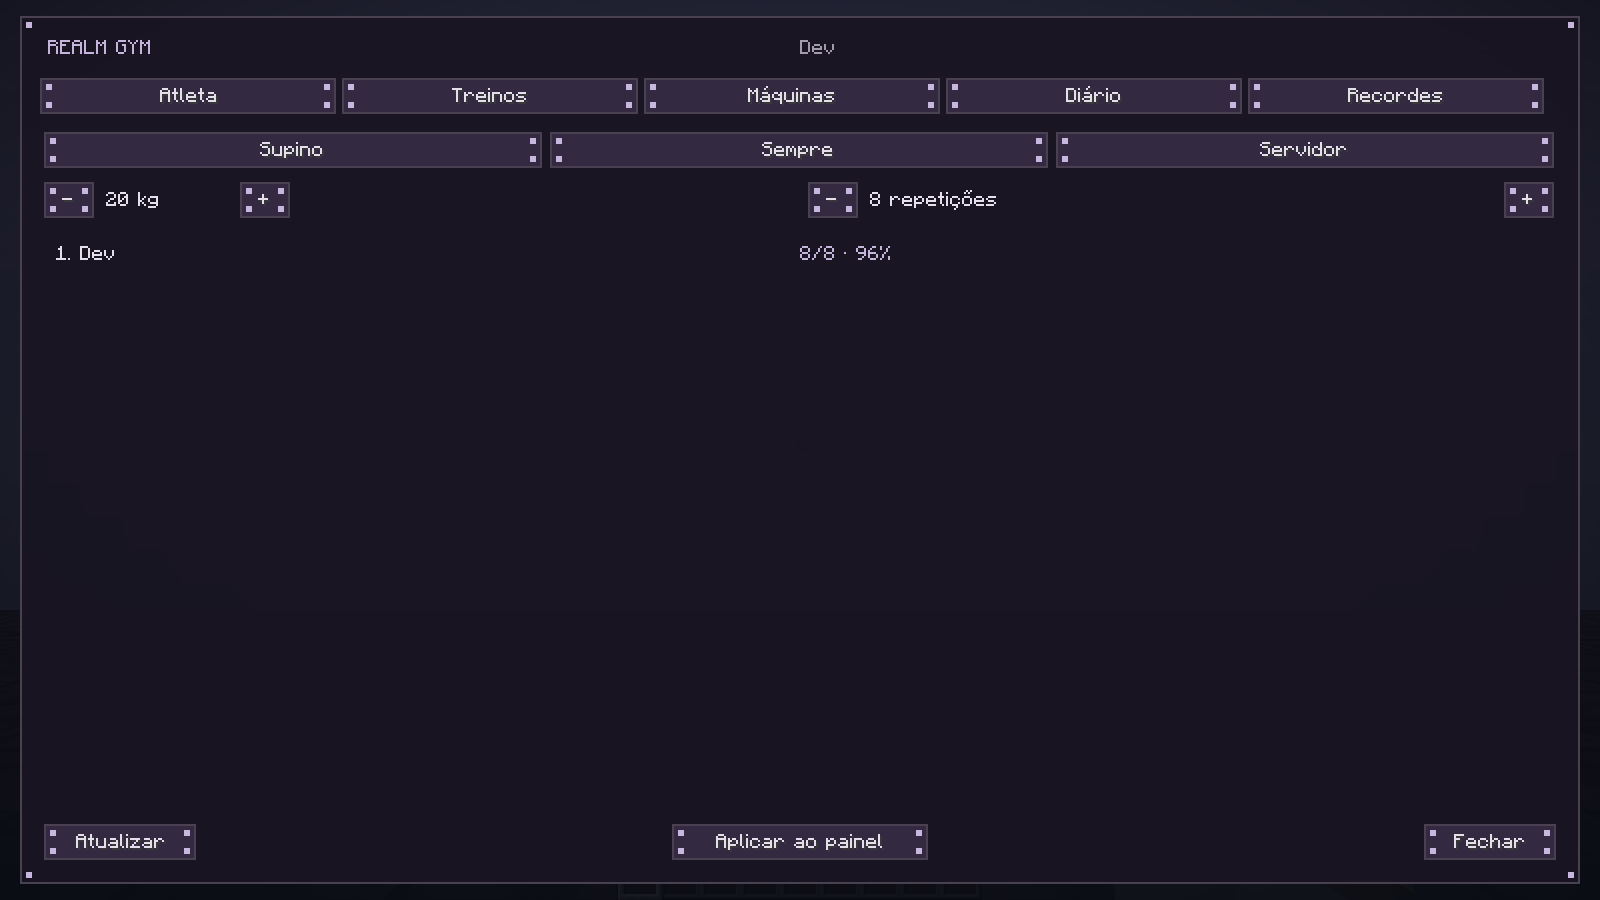 REALM GYM Dev
Atleta Treinos Máquinas Diário Recordes
Supino Sempre Servidor
- 20 kg + - 8 repetições +
1. Dev 8/8 · 96%
Atualizar Aplicar ao painel Fechar